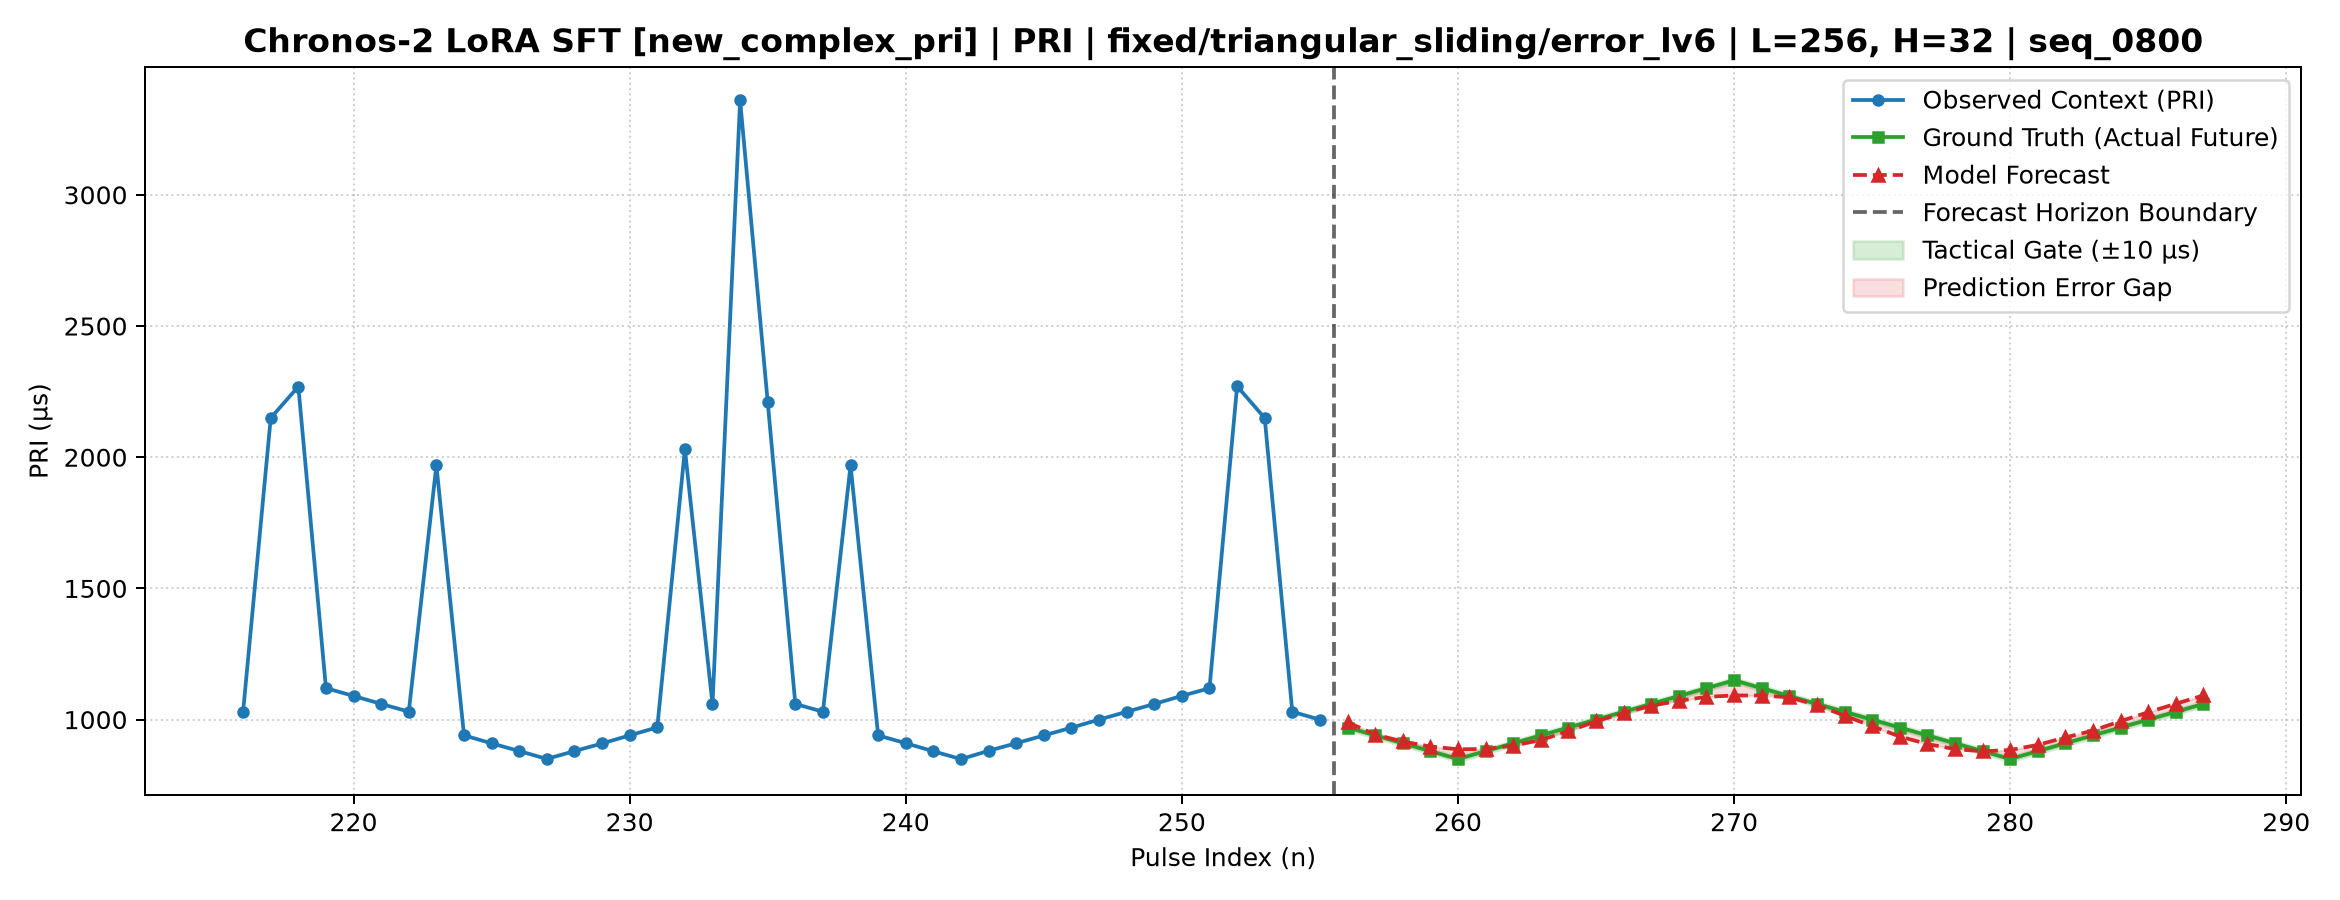 Chronos-2 LoRA SFT [new_complex_pri] | PRI | fixed/triangular_sliding/error_lv6 | L=256, H=32 | seq_0800
Observed Context (PRI)
Ground Truth (Actual Future)
Model Forecast
Forecast Horizon Boundary
Tactical Gate (±10 µs)
Prediction Error Gap
PRI (µs)
3000
2500
2000
1500
1000
220 230 240 250 260 270 280 290
Pulse Index (n)